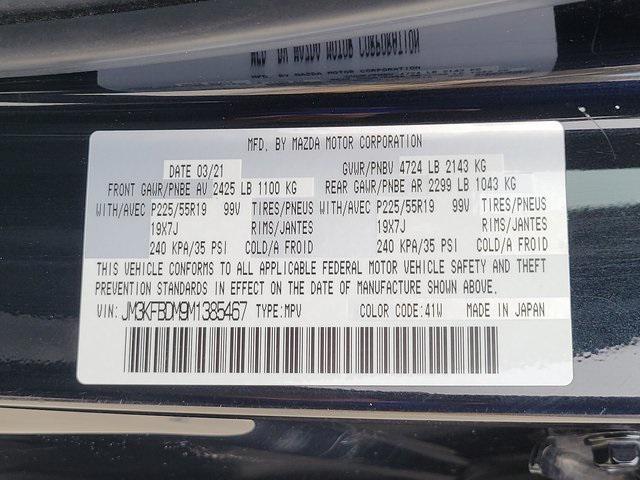 MFD. BY MAZDA MOTOR CORPORATION
DATE 03/21 GVWR/PNBV 4724 LB 2143 KG
FRONT GAWR/PNBE AV 2425 LB 1100 KG REAR GAWR/PNBE AR 2299 LB 1043 KG
WITH/AVEC P225/55R19 99V TIRES/PNEUS WITH/AVEC P225/55R19 99V TIRES/PNEUS
19X7J RIMS/JANTES 19X7J RIMS/JANTES
240 KPA/35 PSI COLD/A FROID 240 KPA/35 PSI COLD/A FROID
THIS VEHICLE CONFORMS TO ALL APPLICABLE FEDERAL MOTOR VEHICLE SAFETY AND THEFT
PREVENTION STANDARDS IN EFFECT ON THE DATE OF MANUFACTURE SHOWN ABOVE.
VIN: JM3KFBDM9M1385467 TYPE:MPV COLOR CODE:41W MADE IN JAPAN